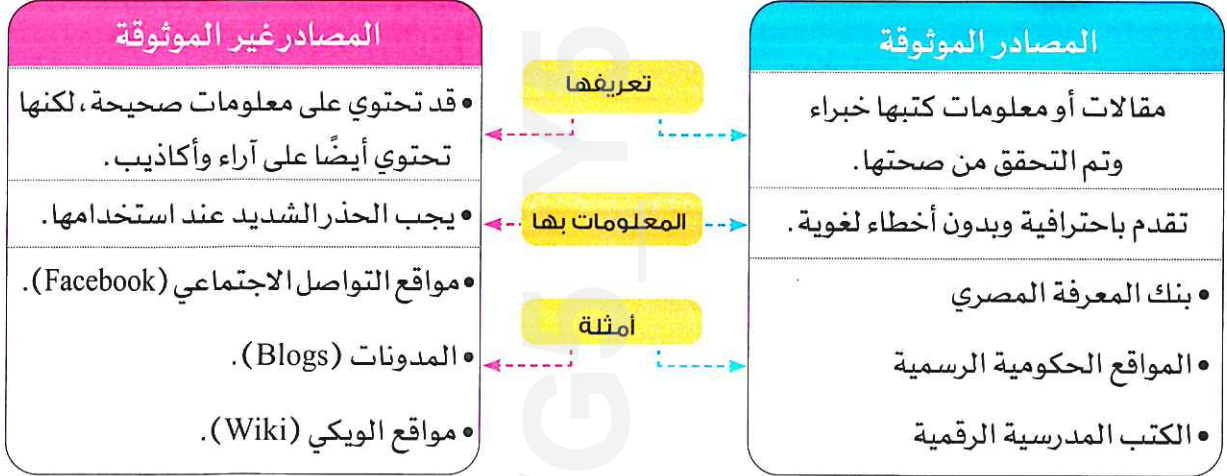 المصادر الموثوقة
مقالات أو معلومات كتبها خبراء
وتم التحقق من صحتها.
تقدم باحترافية وبدون أخطاء لغوية.
• بنك المعرفة المصري
• المواقع الحكومية الرسمية
• الكتب المدرسية الرقمية
تعريفها
المعلومات بها
أمثلة
المصادر غير الموثوقة
• قد تحتوي على معلومات صحيحة، لكنها
تحتوي أيضًا على آراء وأكاذيب.
• يجب الحذر الشديد عند استخدامها.
• مواقع التواصل الاجتماعي (Facebook).
• المدونات (Blogs).
• مواقع الويكي (Wiki).